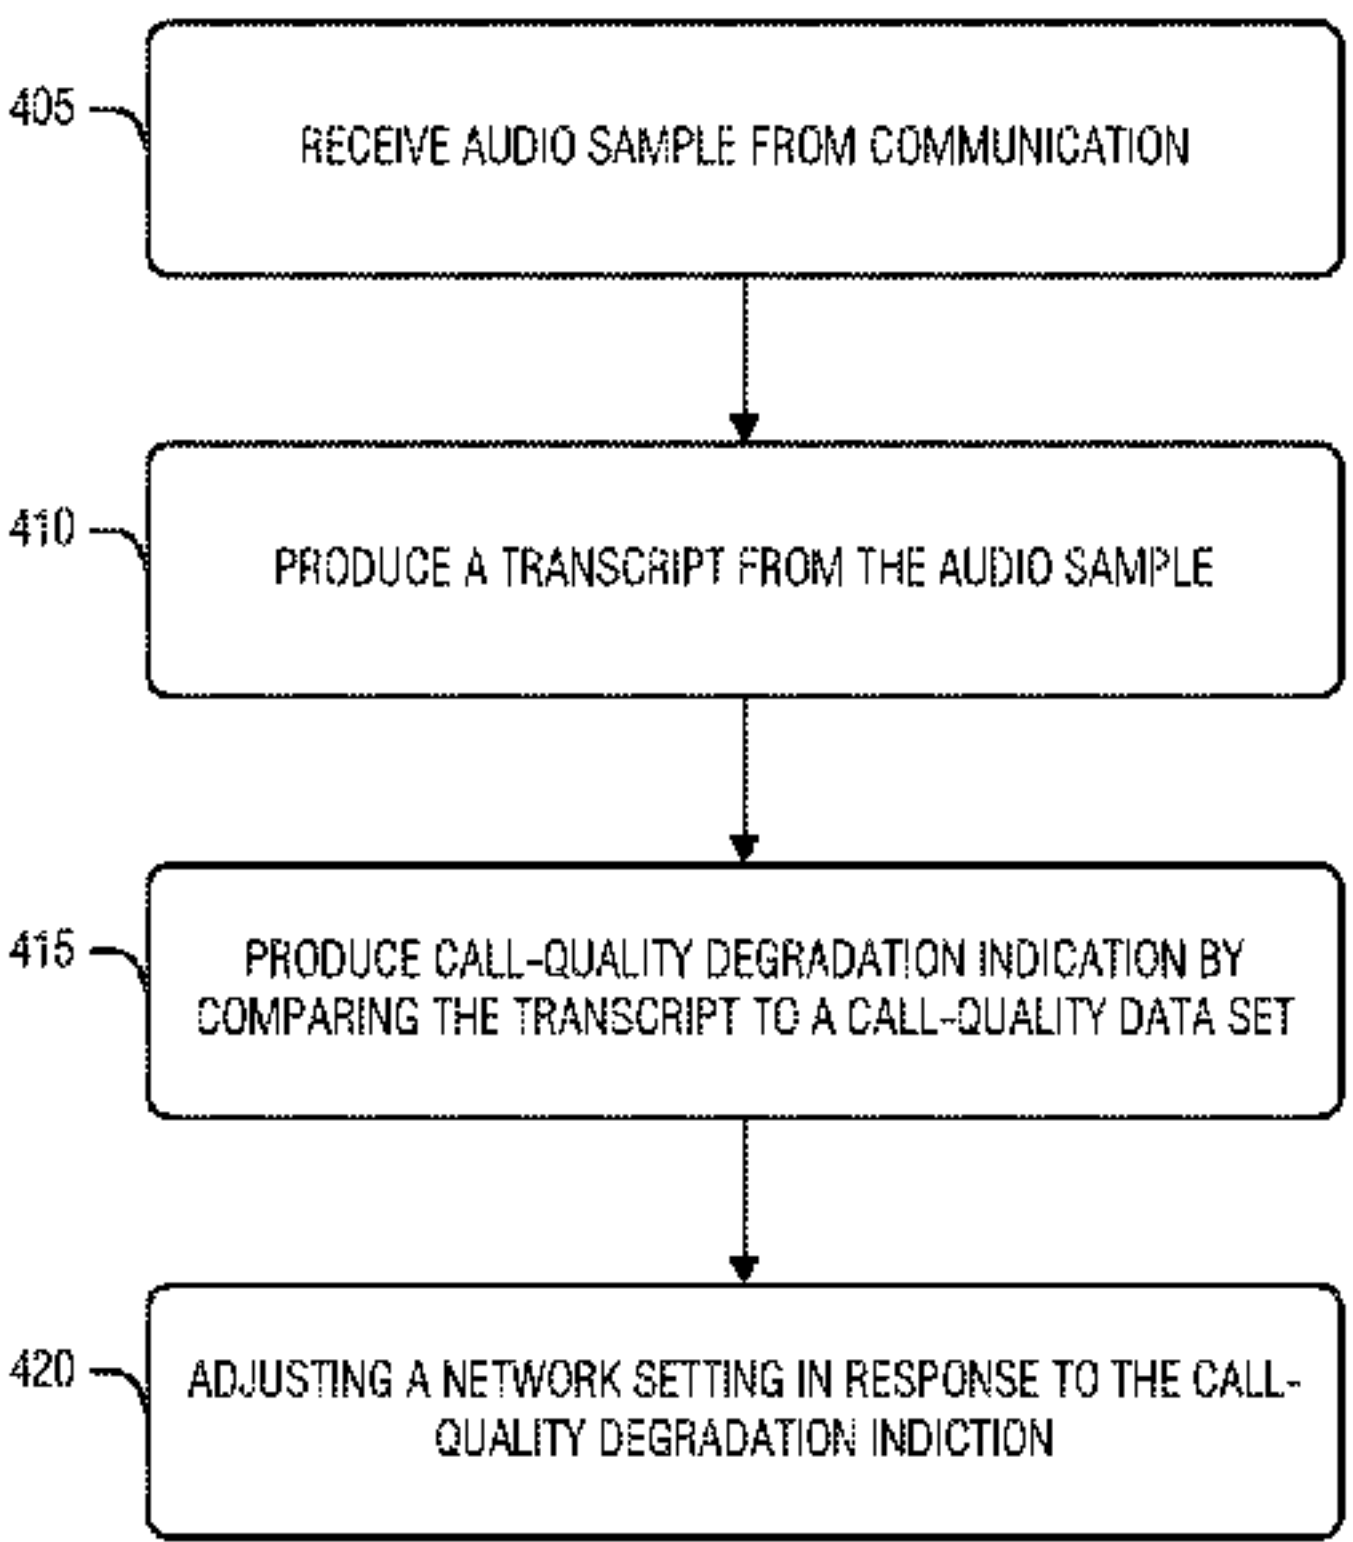 405
RECEIVE AUDIO SAMPLE FROM COMMUNICATION
410
PRODUCE A TRANSCRIPT FROM THE AUDIO SAMPLE
415
PRODUCE CALL-QUALITY DEGRADATION INDICATION BY
COMPARING THE TRANSCRIPT TO A CALL-QUALITY DATA SET
420
ADJUSTING A NETWORK SETTING IN RESPONSE TO THE CALL-
QUALITY DEGRADATION INDICTION